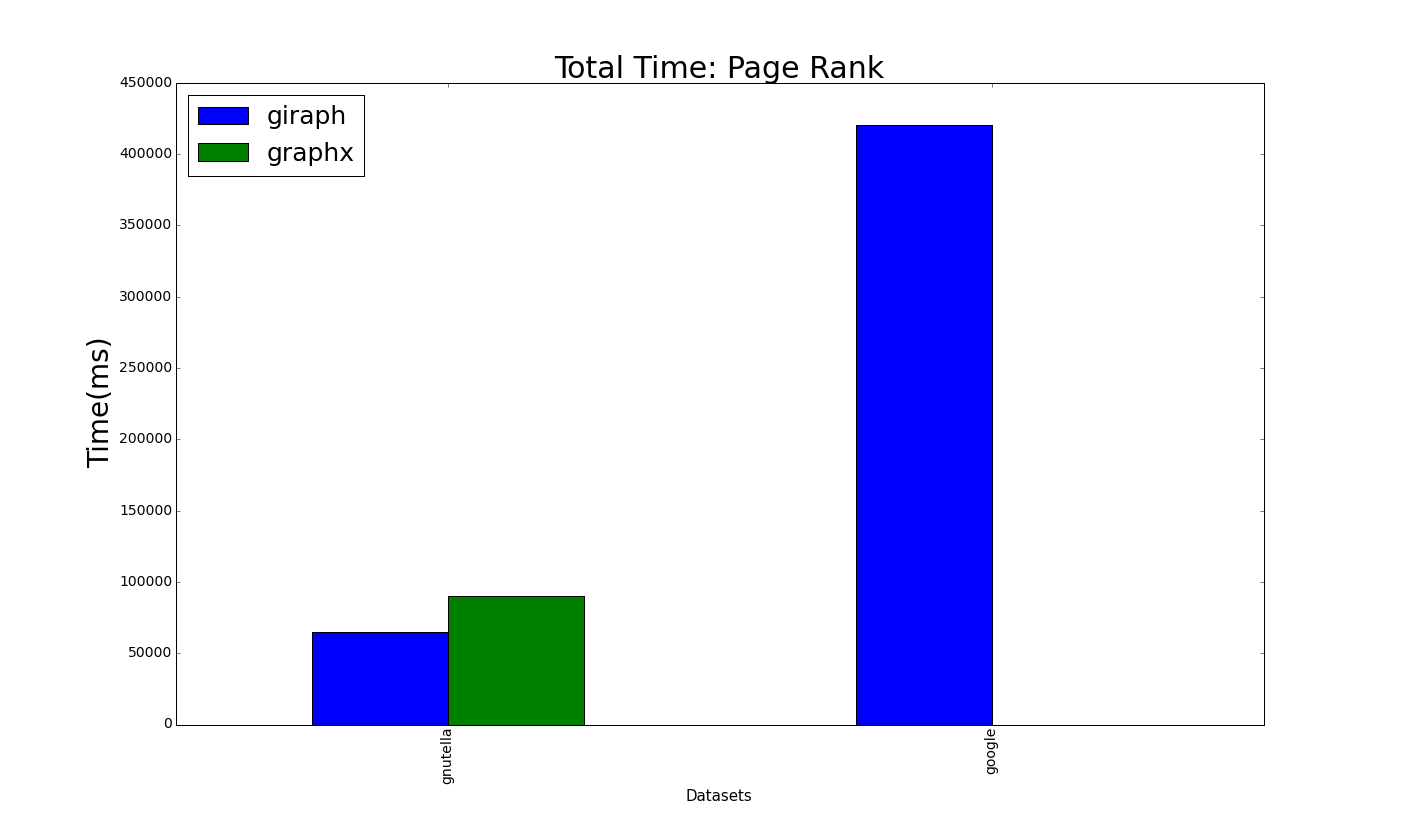 Total Time: Page Rank
giraph
graphx
450000
400000
350000
300000
250000
200000
150000
100000
50000
0
Time(ms)
gnutella
google
Datasets